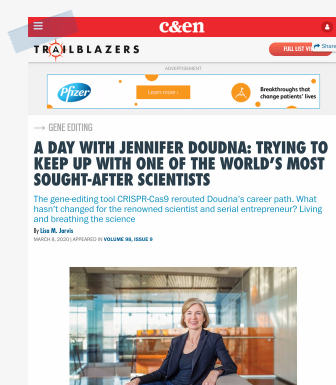 c&en
TRAILBLAZERS
FULL LIST
Share
ADVERTISEMENT
Pfizer
Learn more ›
Breakthroughs that
change patients' lives
GENE EDITING
A DAY WITH JENNIFER DOUDNA: TRYING TO
KEEP UP WITH ONE OF THE WORLD'S MOST
SOUGHT-AFTER SCIENTISTS
The gene-editing tool CRISPR-Cas9 rerouted Doudna's career path. What
hasn't changed for the renowned scientist and serial entrepreneur? Living
and breathing the science
By Lisa M. Jarvis
MARCH 8, 2020 | APPEARED IN VOLUME 98, ISSUE 9